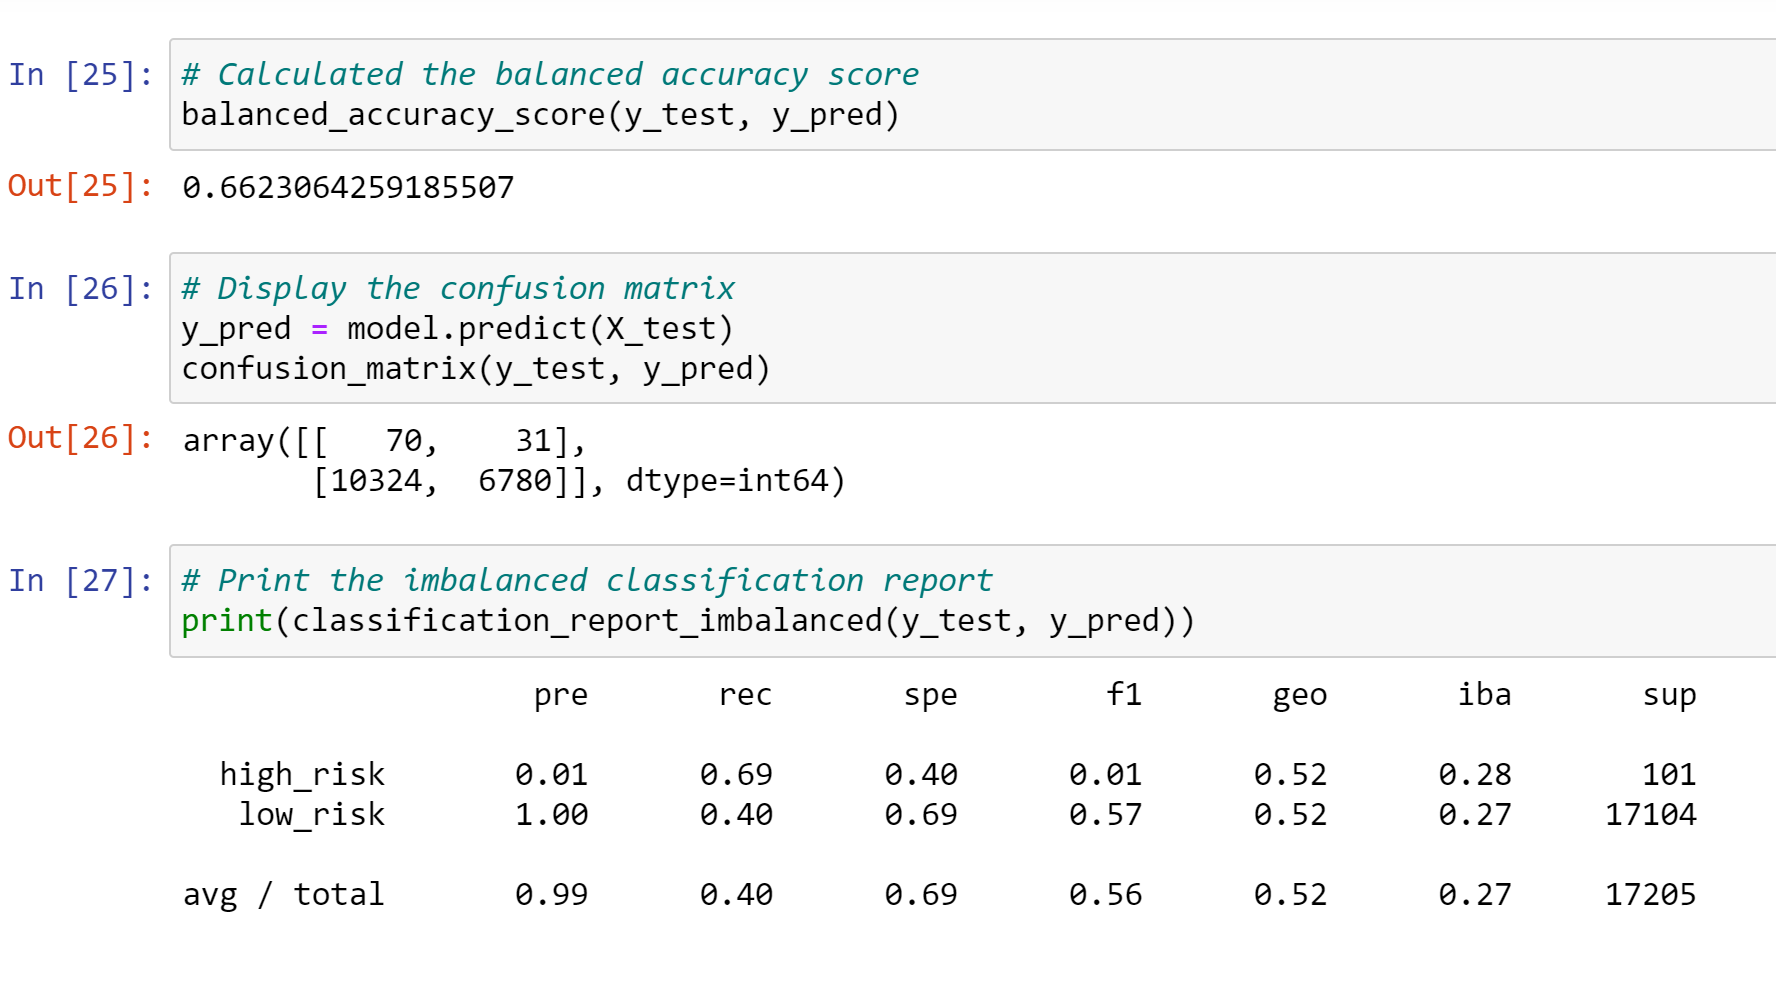 In [25]: # Calculated the balanced accuracy score
balanced_accuracy_score(y_test, y_pred)
Out[25]: 0.6623064259185507
In [26]: # Display the confusion matrix
y_pred = model.predict(X_test)
confusion_matrix(y_test, y_pred)
Out[26]: array([[   70,    31],
       [10324,  6780]], dtype=int64)
In [27]: # Print the imbalanced classification report
print(classification_report_imbalanced(y_test, y_pred))
                   pre       rec       spe        f1       geo       iba       sup
  high_risk       0.01      0.69      0.40      0.01      0.52      0.28       101
   low_risk       1.00      0.40      0.69      0.57      0.52      0.27     17104
avg / total       0.99      0.40      0.69      0.56      0.52      0.27     17205